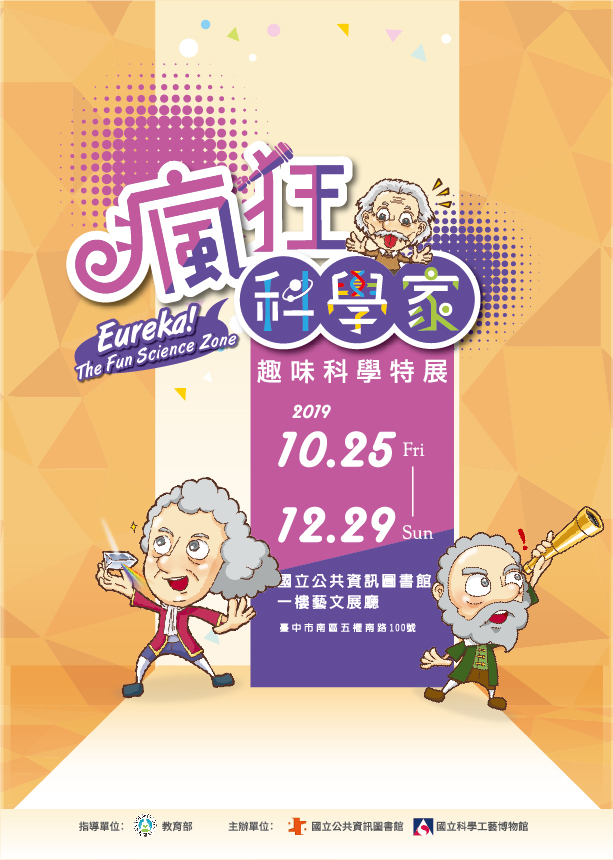 瘋狂
科學家
Eureka!
The Fun Science Zone
趣味科學特展
2019
10.25 Fri
12.29 Sun
國立公共資訊圖書館
一樓藝文展廳
臺中市南區五權南路100號
指導單位： 教育部 主辦單位： 國立公共資訊圖書館 國立科學工藝博物館